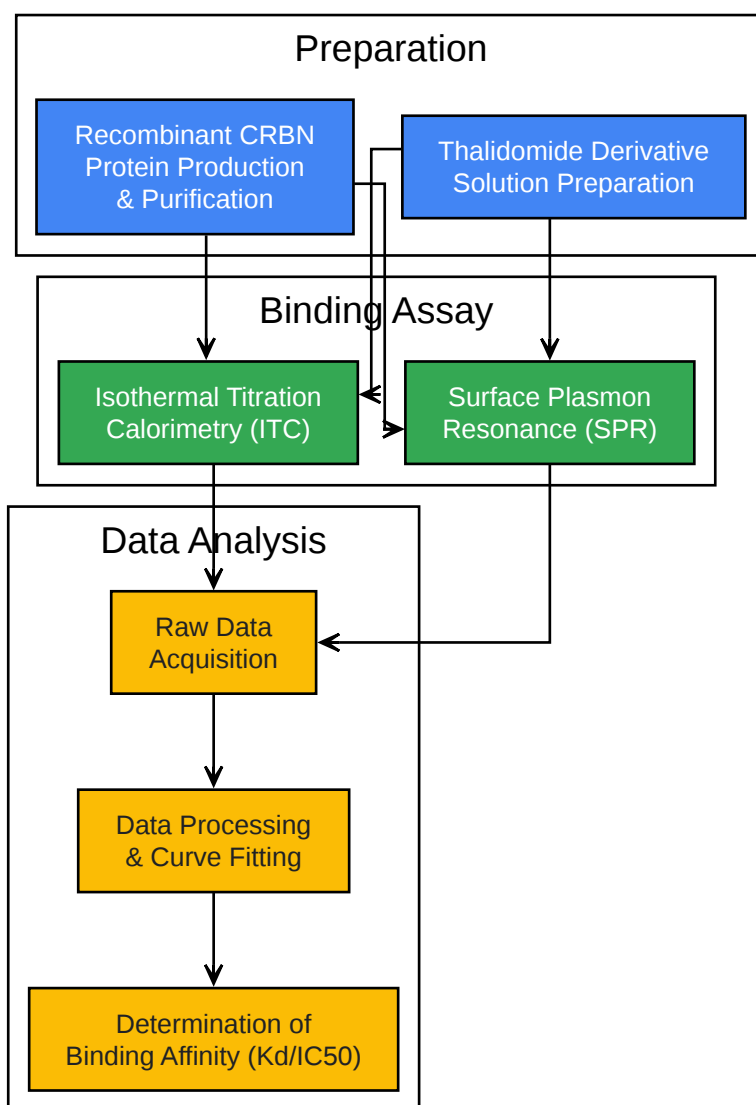 Preparation
Recombinant CRBN
Protein Production
& Purification
Thalidomide Derivative
Solution Preparation
Binding Assay
Isothermal Titration
Calorimetry (ITC)
Surface Plasmon
Resonance (SPR)
Data Analysis
Raw Data
Acquisition
Data Processing
& Curve Fitting
Determination of
Binding Affinity (Kd/IC50)